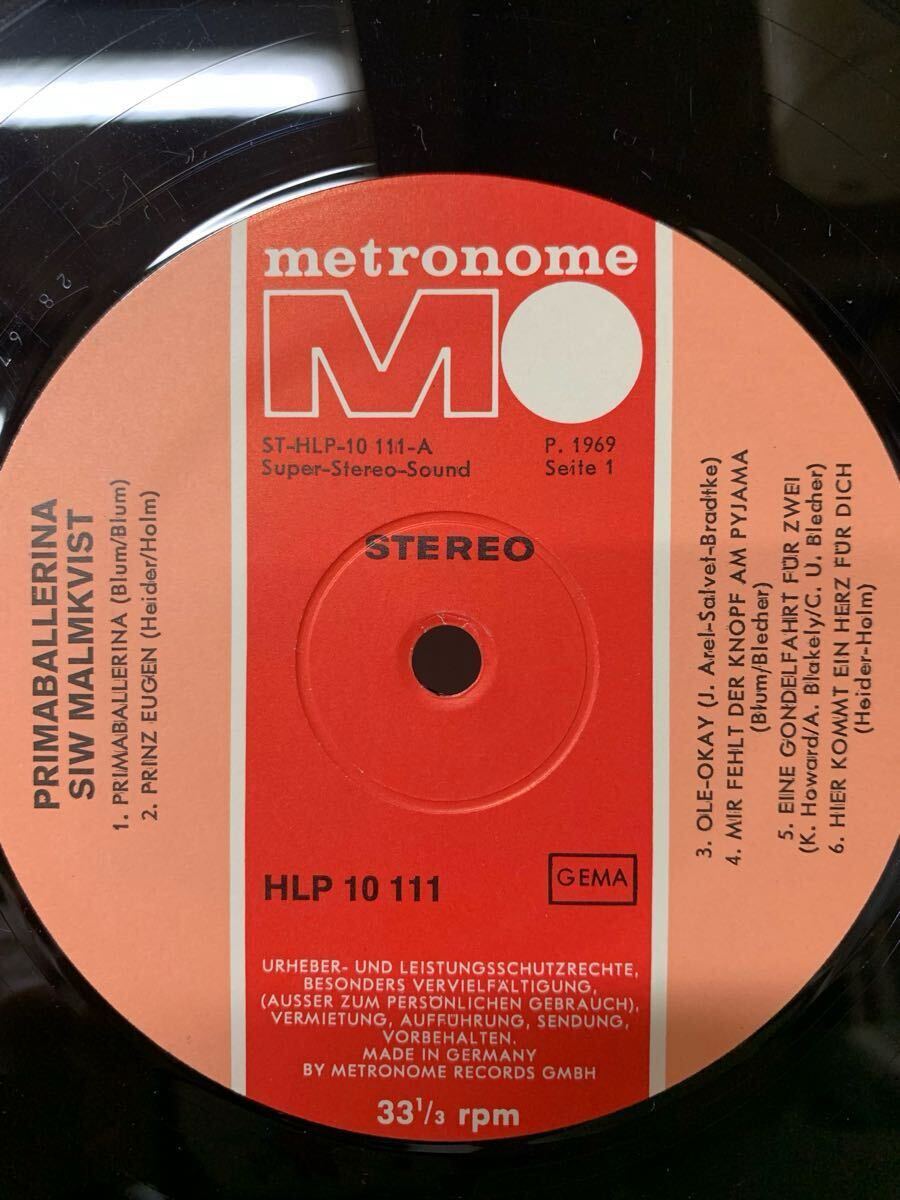 metronome
MO
ST-HLP-10 111-A
P. 1969
Super-Stereo-Sound
Seite 1
STEREO
PRIMABALLERINA
SIW MALMKVIST
1. PRIMABALLERINA (Blum/Blum)
2. PRINZ EUGEN (Heider/Holm)
3. OLE-OKAY (J. Arel-Salvet-Bradtke)
4. MIR FEHLT DER KNOPF AM PYJAMA
(Blum/Blecher)
5. EINE GONDELFAHRT FÜR ZWEI
(K. Howard/A. Blakely/C. U. Blecher)
6. HIER KOMMT EIN HERZ FÜR DICH
(Heider-Holm)
HLP 10 111
GEMA
URHEBER- UND LEISTUNGSSCHUTZRECHTE,
BESONDERS VERVIELFÄLTIGUNG,
(AUSSER ZUM PERSÖNLICHEN GEBRAUCH),
VERMIETUNG, AUFFÜHRUNG, SENDUNG,
VORBEHALTEN.
MADE IN GERMANY
BY METRONOME RECORDS GMBH
33 1/3 rpm